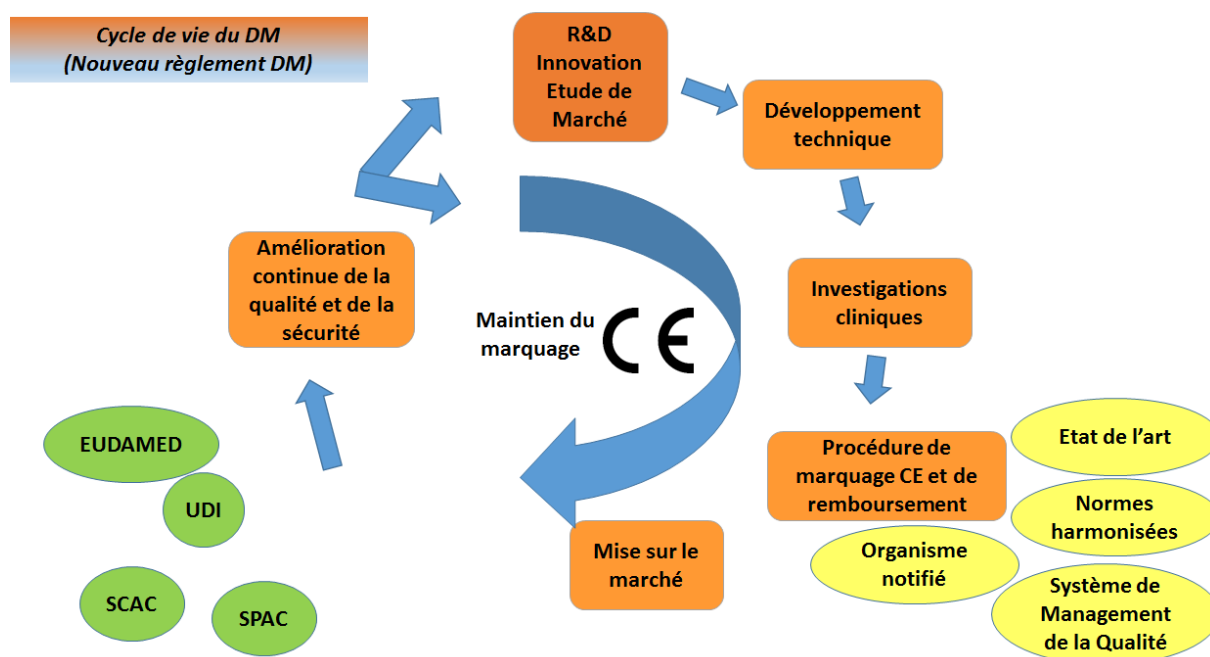 Cycle de vie du DM
(Nouveau règlement DM)
R&D
Innovation
Etude de
Marché
Développement
technique
Investigations
cliniques
Procédure de
marquage CE et de
remboursement
Etat de l'art
Normes
harmonisées
Organisme
notifié
Système de
Management
de la Qualité
Mise sur le
marché
EUDAMED
UDI
SCAC
SPAC
Amélioration
continue de la
qualité et de la
sécurité
Maintien du
marquage
CE